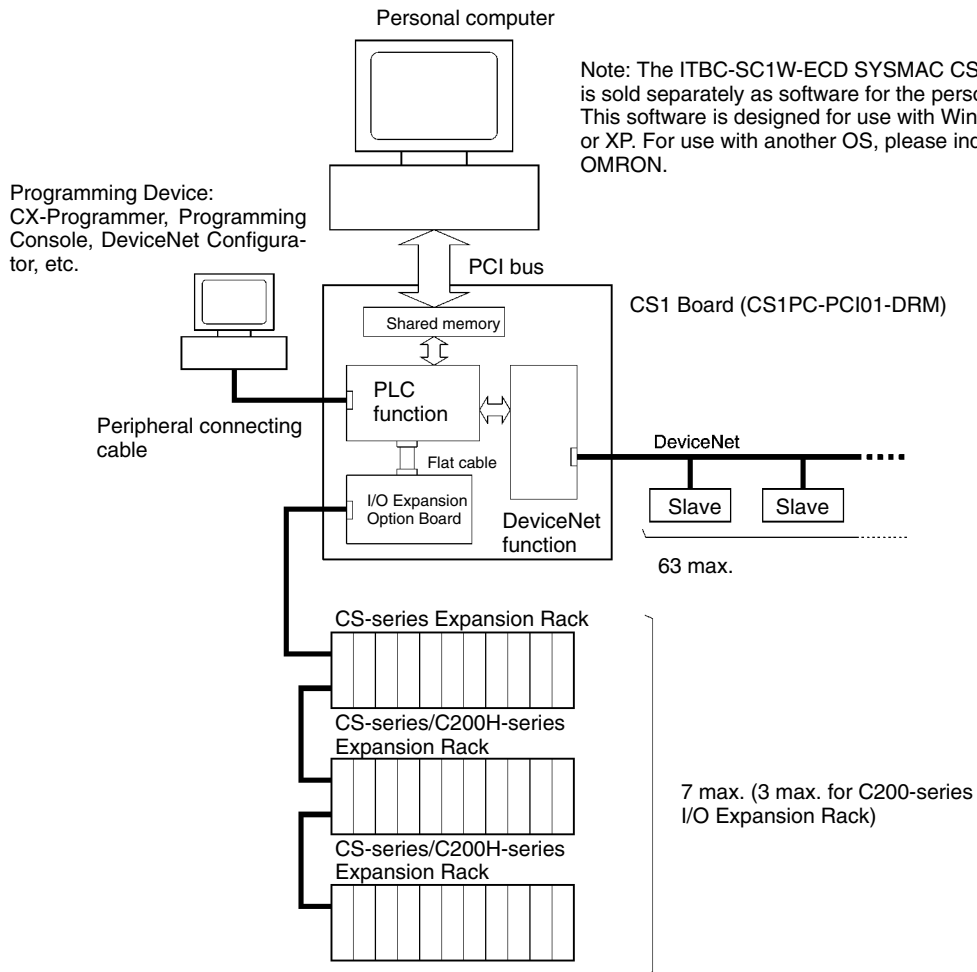 Personal computer
Note: The ITBC-SC1W-ECD SYSMAC CS
is sold separately as software for the perso
This software is designed for use with Win
or XP. For use with another OS, please inc
OMRON.
Programming Device:
CX-Programmer, Programming
Console, DeviceNet Configura-
tor, etc.
PCI bus
CS1 Board (CS1PC-PCI01-DRM)
Shared memory
PLC
function
Peripheral connecting
cable
Flat cable
DeviceNet
I/O Expansion
Option Board
DeviceNet
function
Slave
Slave
63 max.
CS-series Expansion Rack
CS-series/C200H-series
Expansion Rack
7 max. (3 max. for C200-series
I/O Expansion Rack)
CS-series/C200H-series
Expansion Rack